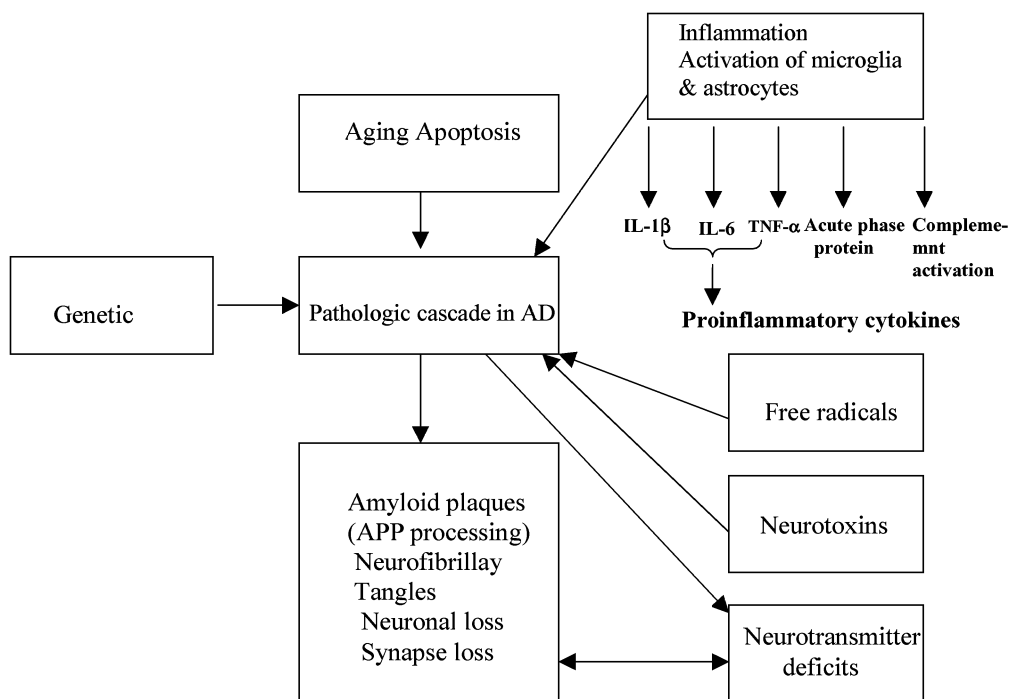 Inflammation
Activation of microglia
& astrocytes
Aging Apoptosis
IL-1β IL-6 TNF-α Acute phase Compleme-
protein mnt
activation
Genetic
Pathologic cascade in AD
Proinflammatory cytokines
Free radicals
Amyloid plaques
(APP processing)
Neurofibrillay
Tangles
Neuronal loss
Synapse loss
Neurotoxins
Neurotransmitter
deficits